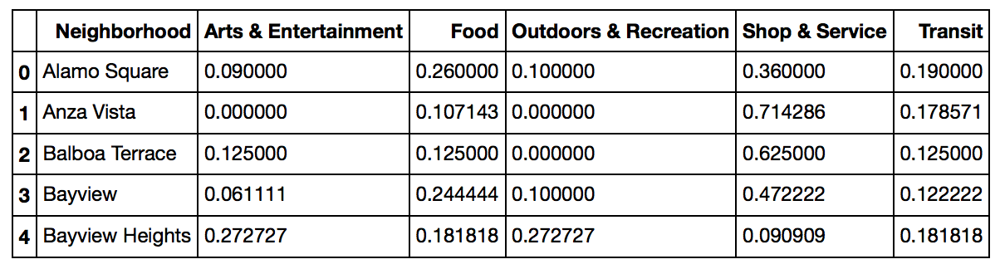 Neighborhood Arts & Entertainment Food Outdoors & Recreation Shop & Service Transit
0 Alamo Square 0.090000 0.260000 0.100000 0.360000 0.190000
1 Anza Vista 0.000000 0.107143 0.000000 0.714286 0.178571
2 Balboa Terrace 0.125000 0.125000 0.000000 0.625000 0.125000
3 Bayview 0.061111 0.244444 0.100000 0.472222 0.122222
4 Bayview Heights 0.272727 0.181818 0.272727 0.090909 0.181818